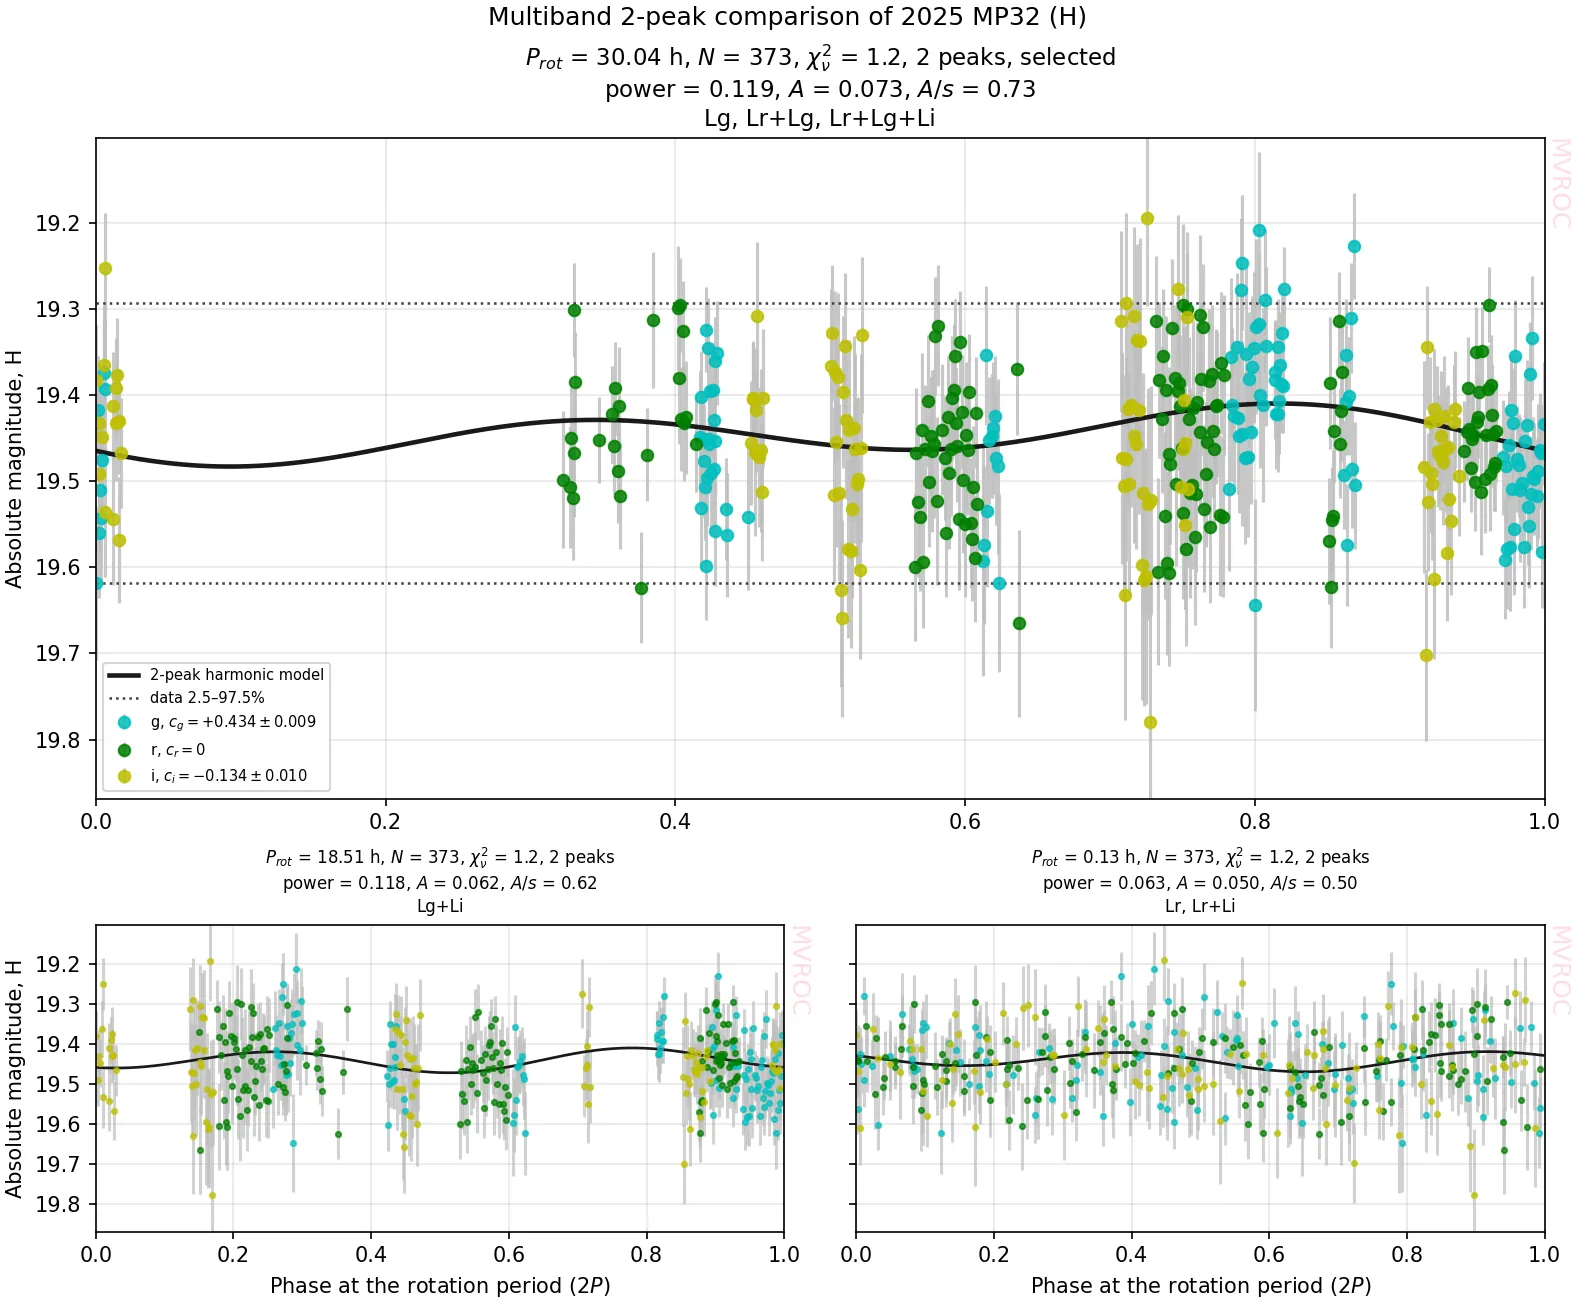 Multiband 2-peak comparison of 2025 MP32 (H)
P_rot = 30.04 h, N = 373, χ²_ν = 1.2, 2 peaks, selected
power = 0.119, A = 0.073, A/s = 0.73
Lg, Lr+Lg, Lr+Lg+Li
MVROC
Absolute magnitude, H
19.2
19.3
19.4
19.5
19.6
19.7
19.8
2-peak harmonic model
data 2.5–97.5%
g, c_g = +0.434 ± 0.009
r, c_r = 0
i, c_i = −0.134 ± 0.010
0.0 0.2 0.4 0.6 0.8 1.0
P_rot = 18.51 h, N = 373, χ²_ν = 1.2, 2 peaks
power = 0.118, A = 0.062, A/s = 0.62
Lg+Li
MVROC
Absolute magnitude, H
19.2
19.3
19.4
19.5
19.6
19.7
19.8
0.0 0.2 0.4 0.6 0.8 1.0
Phase at the rotation period (2P)
P_rot = 0.13 h, N = 373, χ²_ν = 1.2, 2 peaks
power = 0.063, A = 0.050, A/s = 0.50
Lr, Lr+Li
MVROC
0.0 0.2 0.4 0.6 0.8 1.0
Phase at the rotation period (2P)